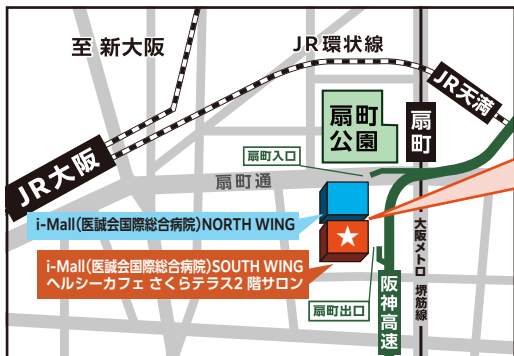 至 新大阪
JR環状線
JR天満
JR大阪
扇町
公園
扇町
扇町入口
扇町通
i-Mall(医誠会国際総合病院)NORTH WING
i-Mall(医誠会国際総合病院)SOUTH WING
ヘルシーカフェ さくらテラス2 階サロン
扇町出口
阪神高速
大阪メトロ 堺筋線